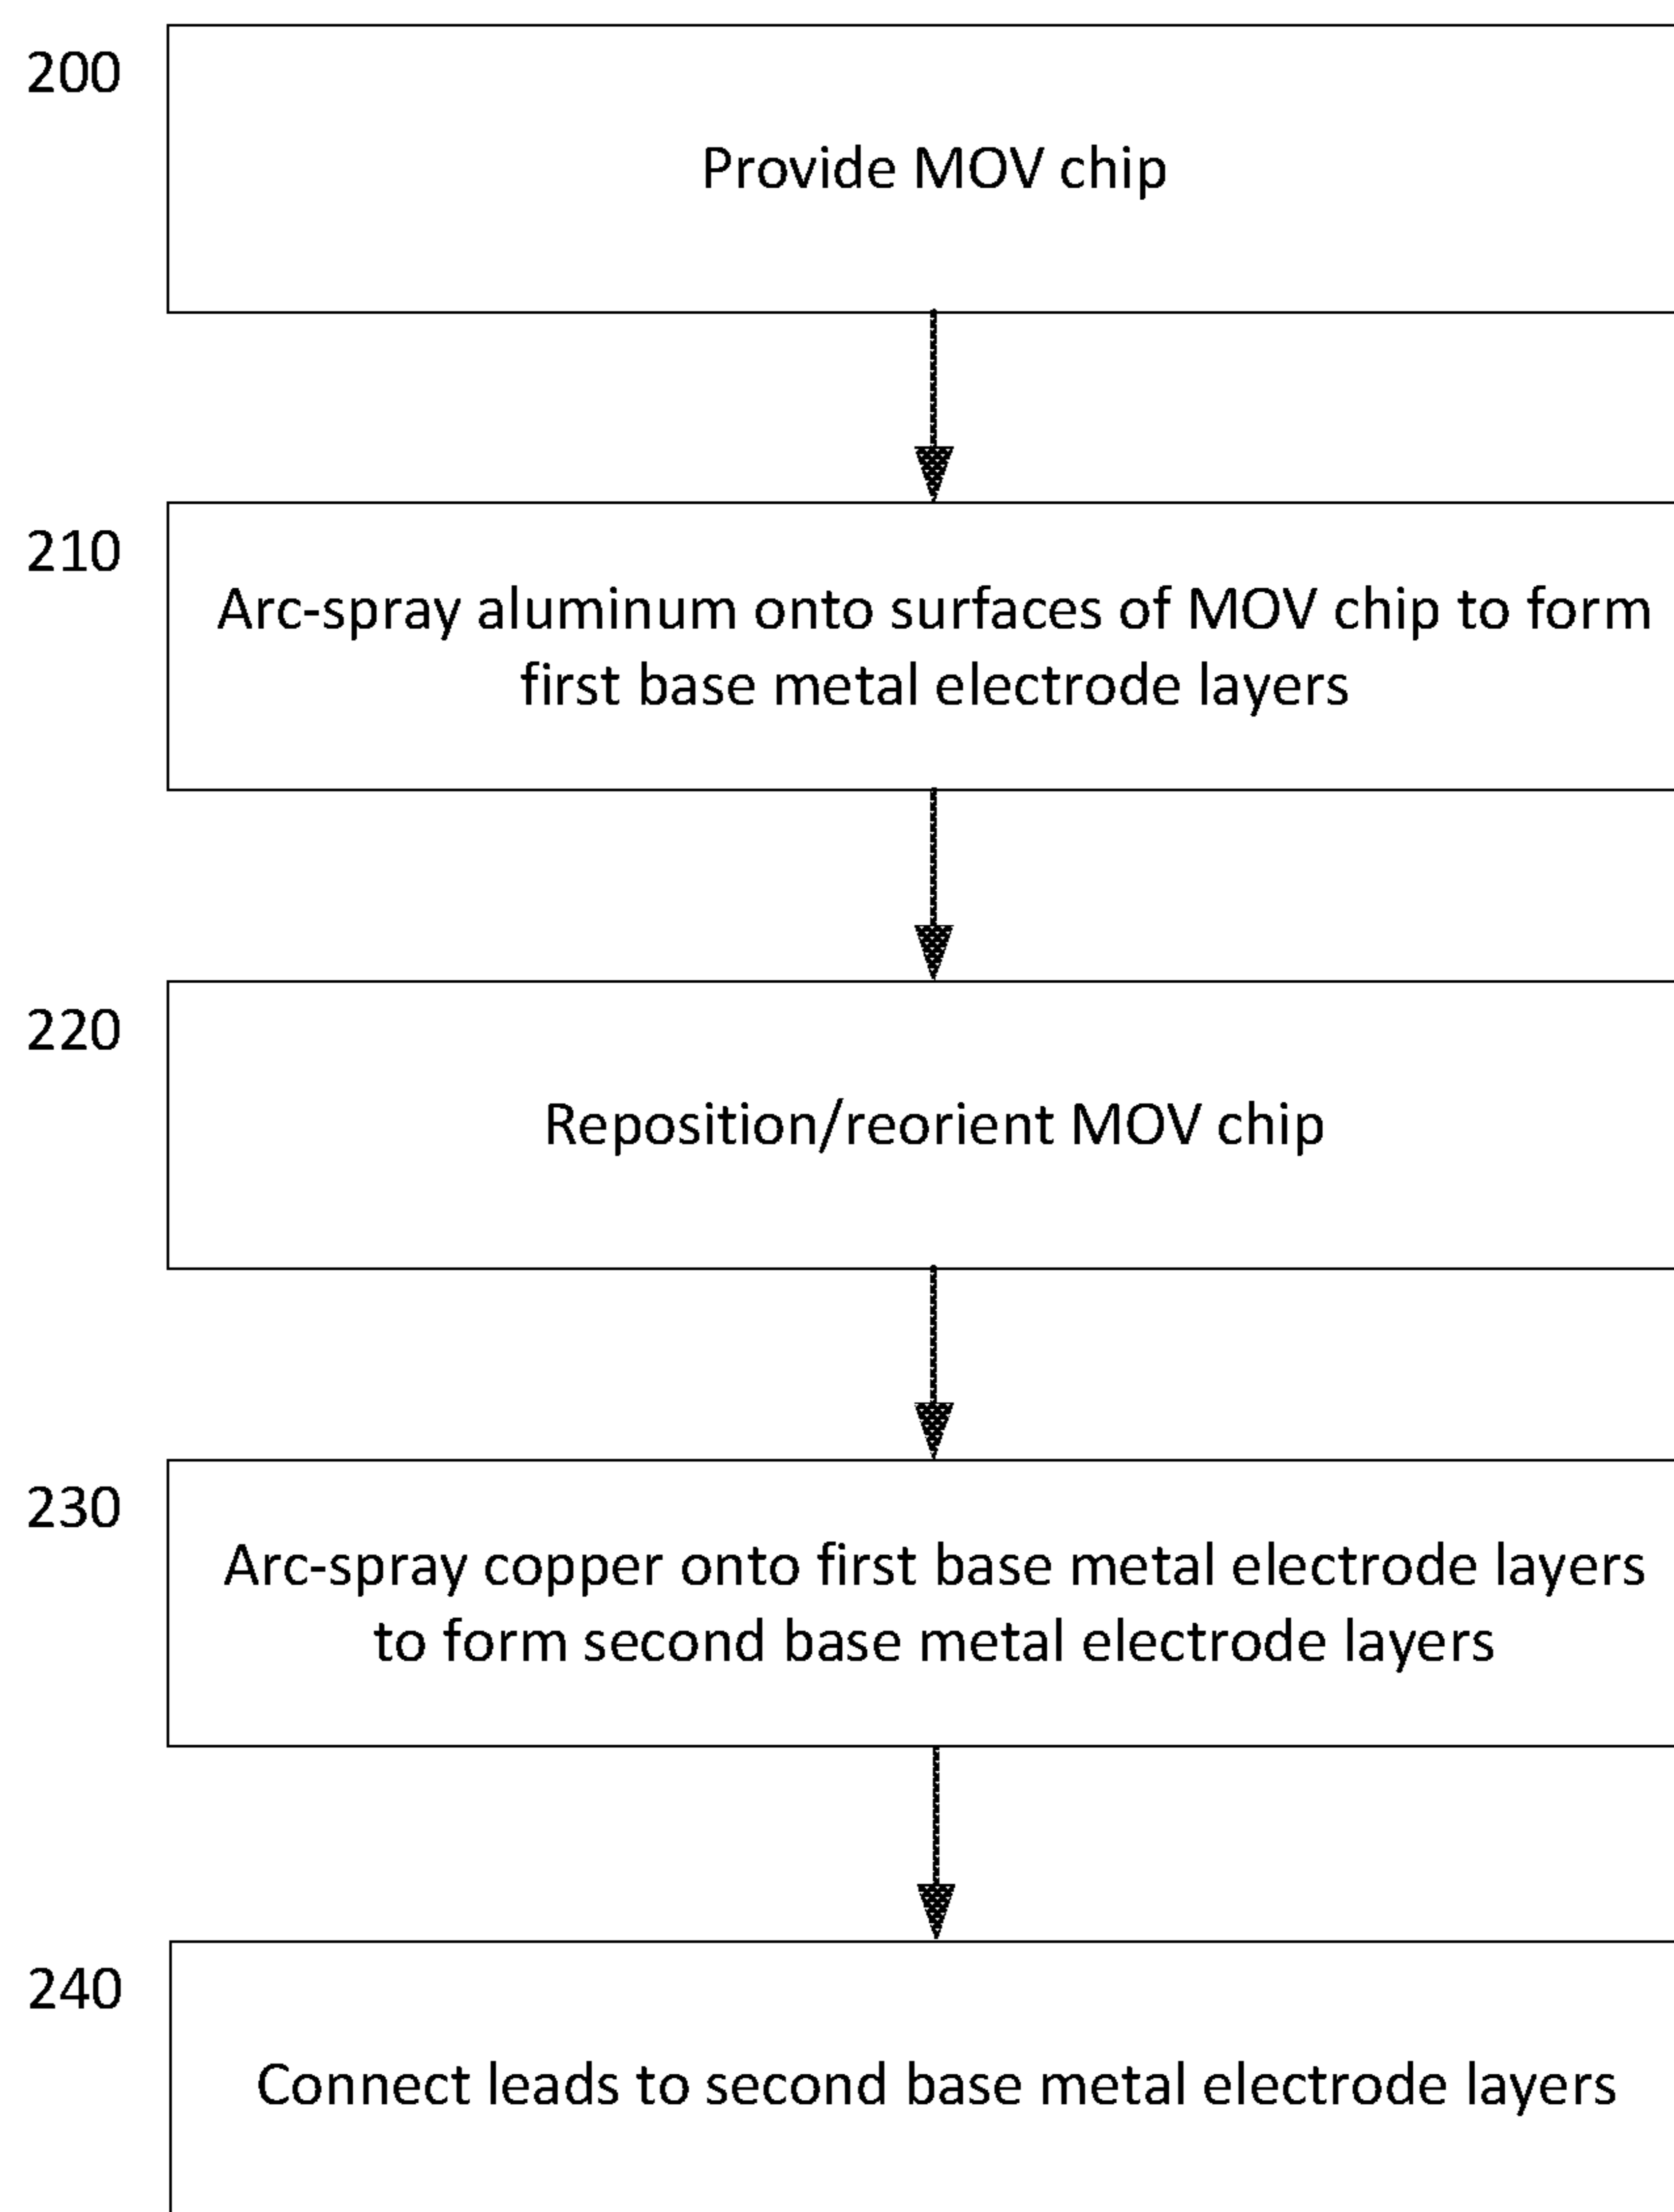 200
Provide MOV chip
210
Arc-spray aluminum onto surfaces of MOV chip to form
first base metal electrode layers
220
Reposition/reorient MOV chip
230
Arc-spray copper onto first base metal electrode layers
to form second base metal electrode layers
240
Connect leads to second base metal electrode layers